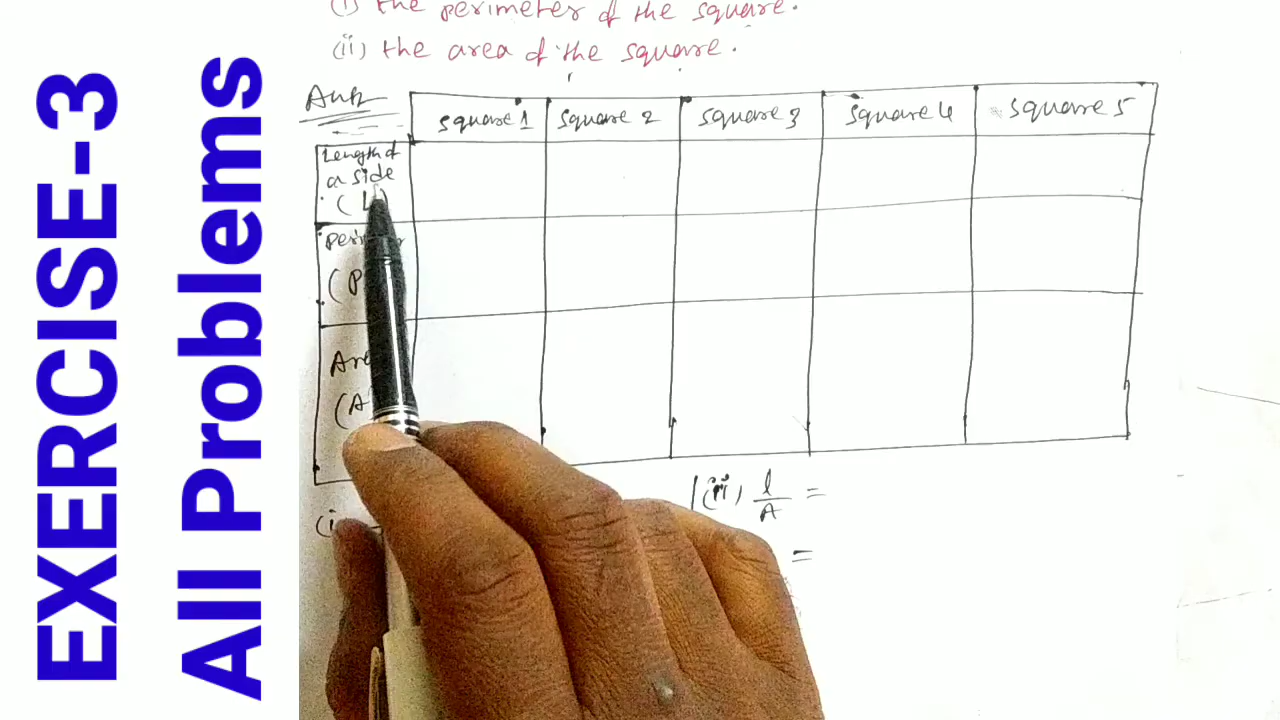 EXERCISE-3
All Problems
(i) the perimeter of the square.
(ii) the area of the square.
Ans
square 1 square 2 square 3 square 4 square 5
Length of
a side
(L)
(P
Are
(A
(i
(ii) l/A =
=